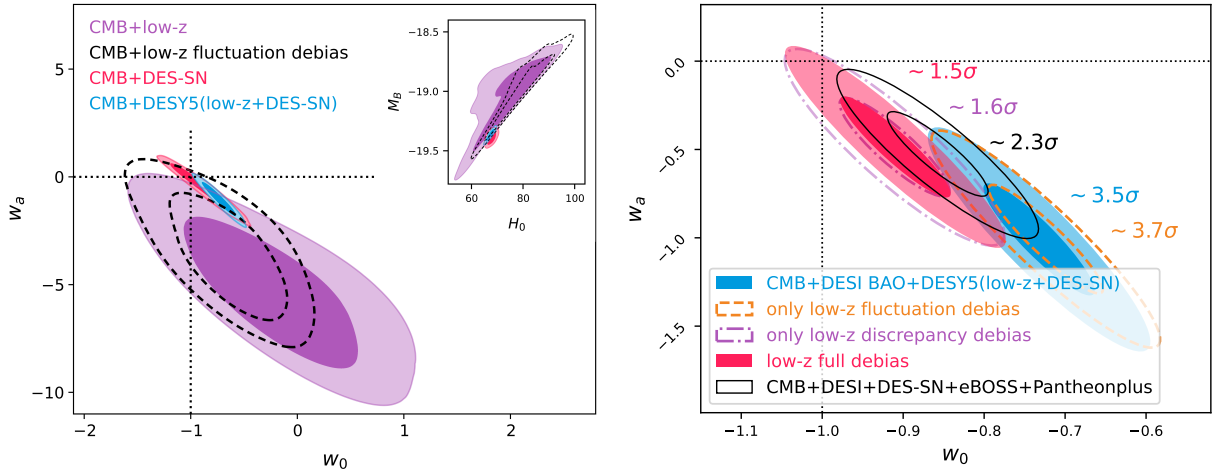 CMB+low-z
CMB+low-z fluctuation debias
CMB+DES-SN
CMB+DESY5(low-z+DES-SN)
5
0
−5
−10
w_a
−2
−1
0
1
2
w_0
−18.5
−19.0
−19.5
M_B
60
80
100
H_0
~ 1.5σ
~ 1.6σ
~ 2.3σ
~ 3.5σ
~ 3.7σ
CMB+DESI BAO+DESY5(low-z+DES-SN)
only low-z fluctuation debias
only low-z discrepancy debias
low-z full debias
CMB+DESI+DES-SN+eBOSS+Pantheonplus
0.0
−0.5
−1.0
−1.5
w_a
−1.1
−1.0
−0.9
−0.8
−0.7
−0.6
w_0